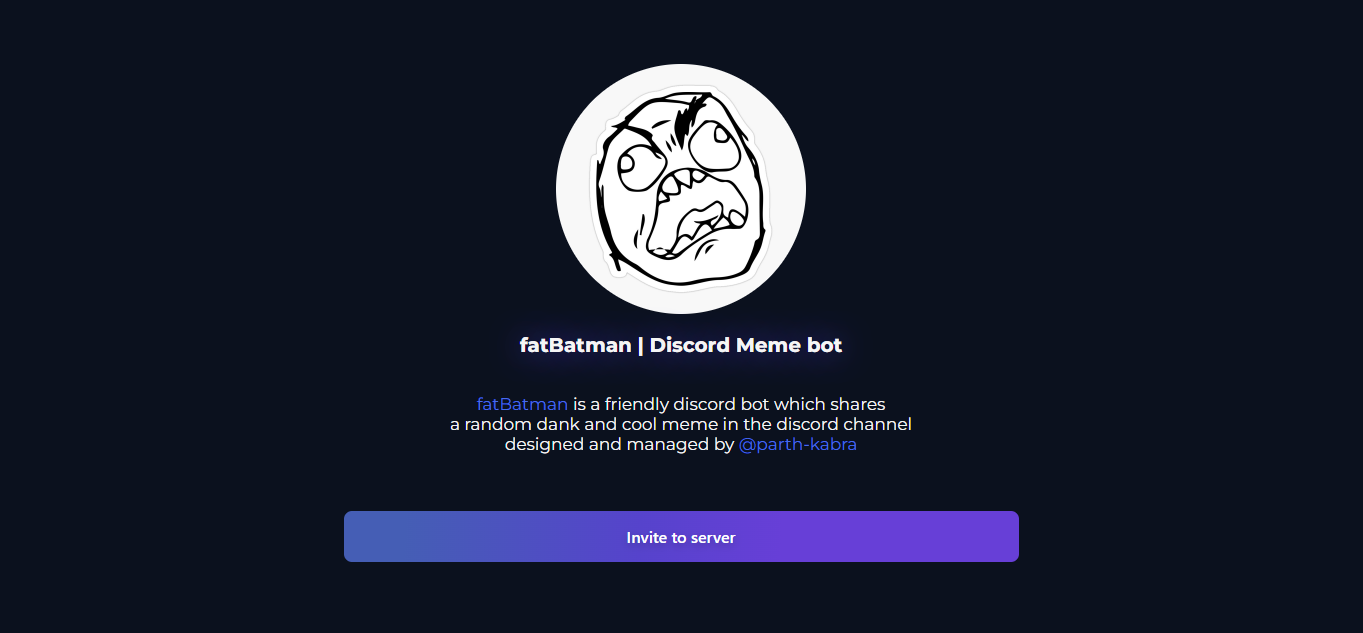 fatBatman | Discord Meme bot
fatBatman is a friendly discord bot which shares
a random dank and cool meme in the discord channel
designed and managed by @parth-kabra
Invite to server